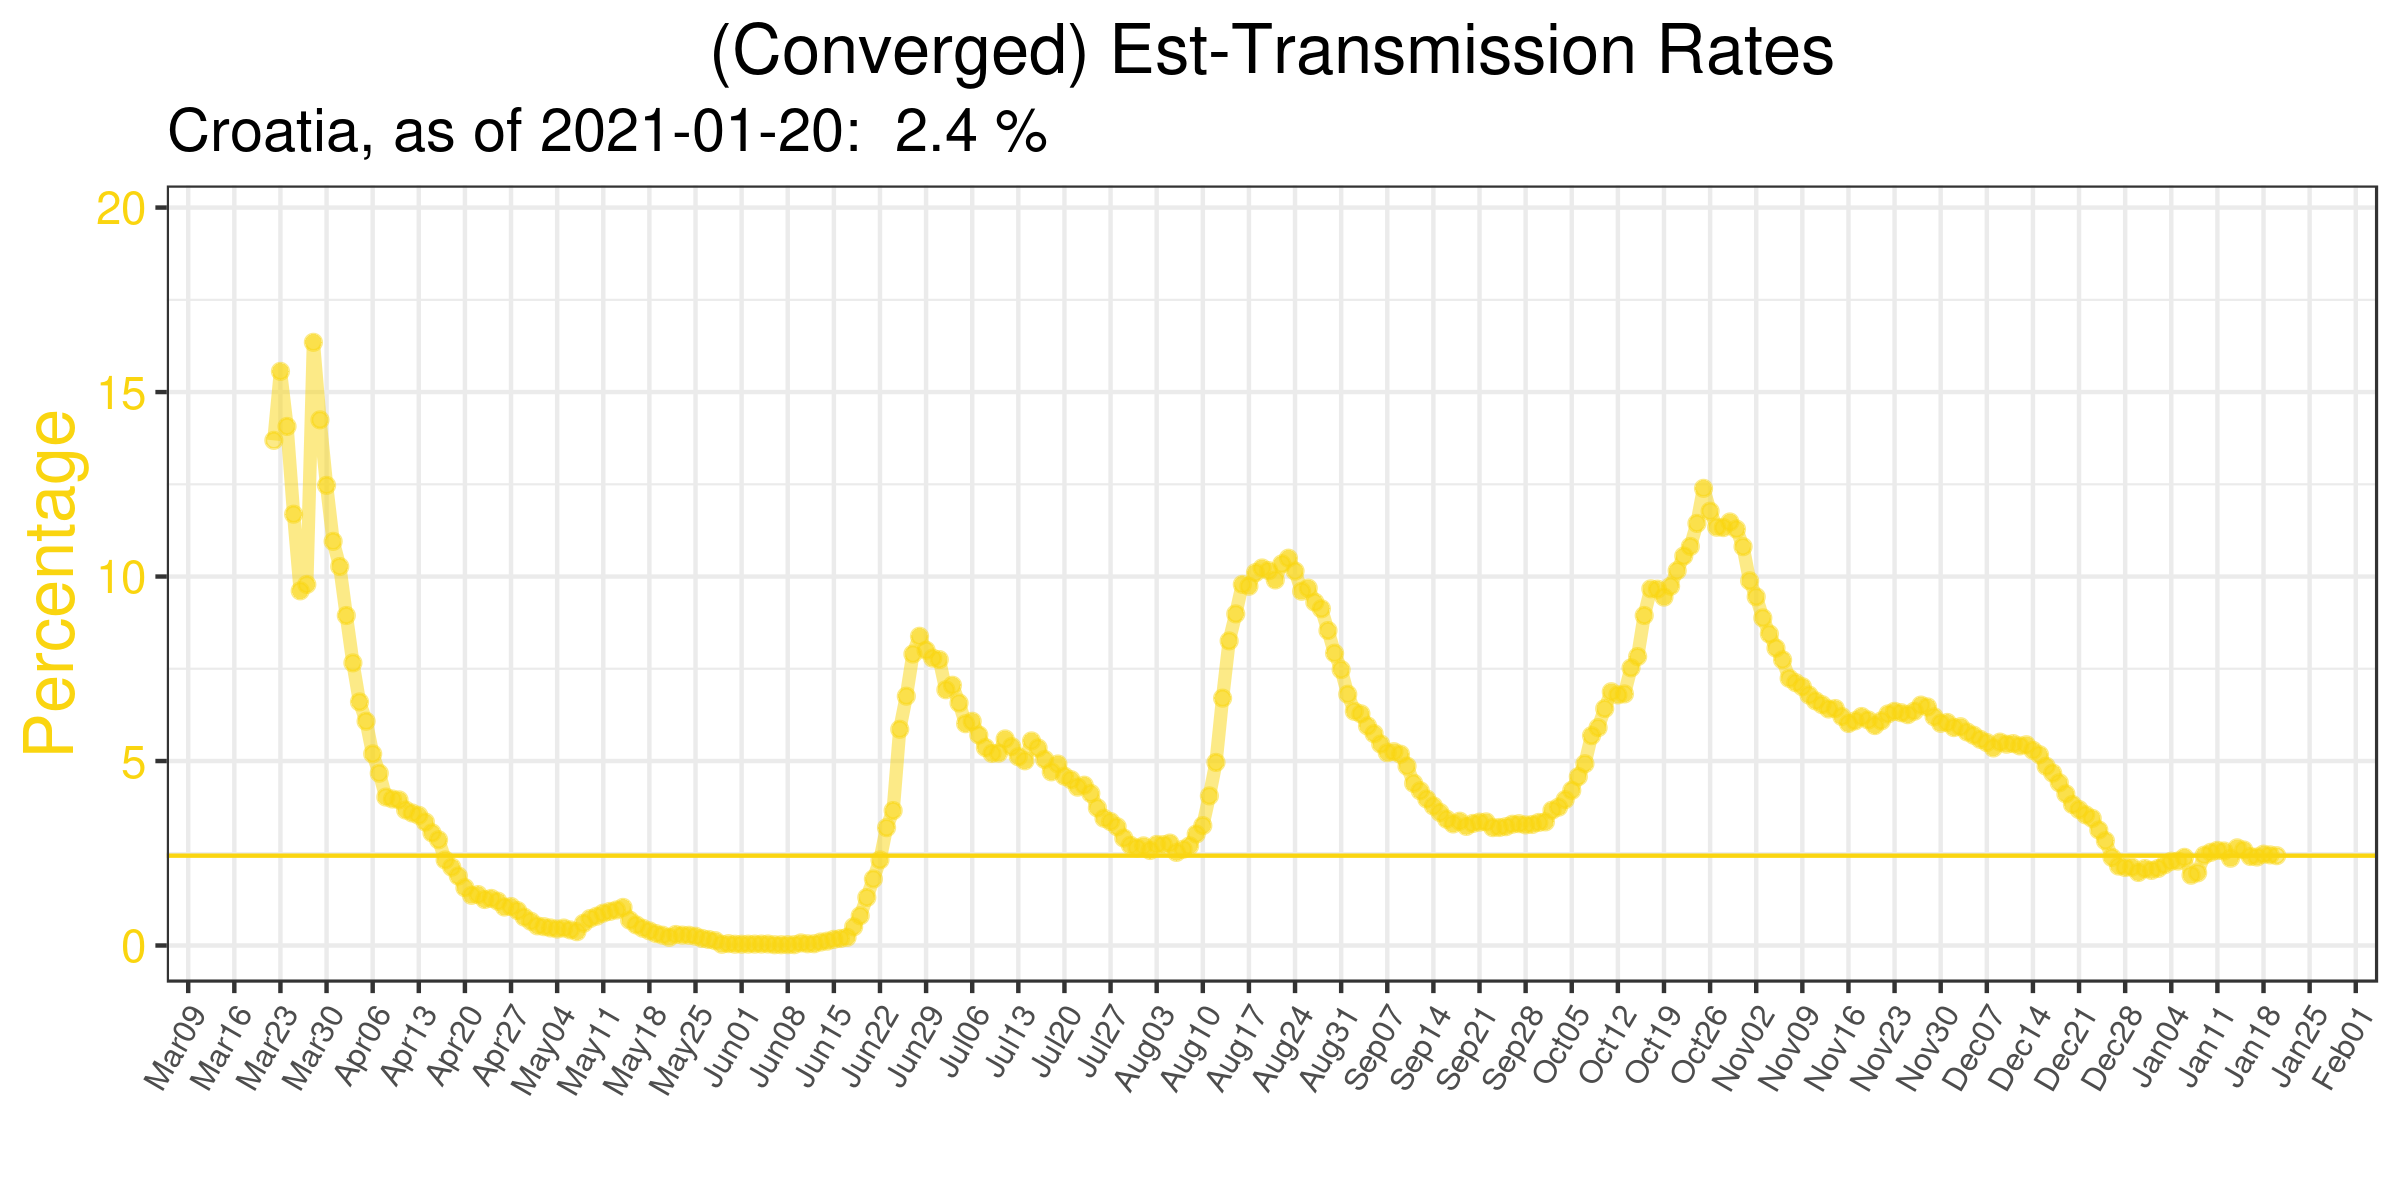 (Converged) Est-Transmission Rates
Croatia, as of 2021-01-20:  2.4 %
Percentage
20
15
10
5
0
Mar09
Mar16
Mar23
Mar30
Apr06
Apr13
Apr20
Apr27
May04
May11
May18
May25
Jun01
Jun08
Jun15
Jun22
Jun29
Jul06
Jul13
Jul20
Jul27
Aug03
Aug10
Aug17
Aug24
Aug31
Sep07
Sep14
Sep21
Sep28
Oct05
Oct12
Oct19
Oct26
Nov02
Nov09
Nov16
Nov23
Nov30
Dec07
Dec14
Dec21
Dec28
Jan04
Jan11
Jan18
Jan25
Feb01